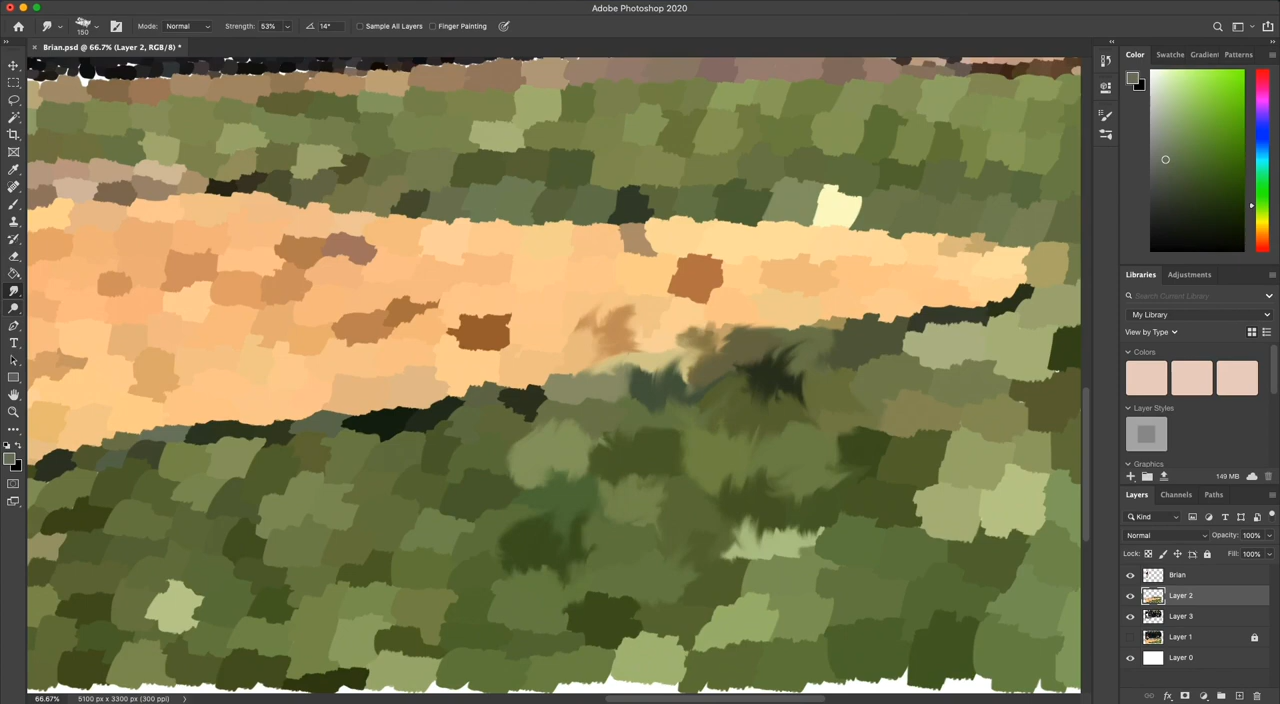 Adobe Photoshop 2020
150
Mode: Normal
Strength: 53%
14°
Sample All Layers
Finger Painting
× Brian.psd @ 66.7% (Layer 2, RGB/8) *
Color
Swatche
Gradient
Patterns
Libraries
Adjustments
Search Current Library
My Library
View by Type
Colors
Layer Styles
Graphics
149 MB
Layers
Channels
Paths
Kind
Normal
Opacity: 100%
Lock:
Fill: 100%
Brian
Layer 2
Layer 3
Layer 1
Layer 0
66.67%
5100 px x 3300 px (300 ppi)